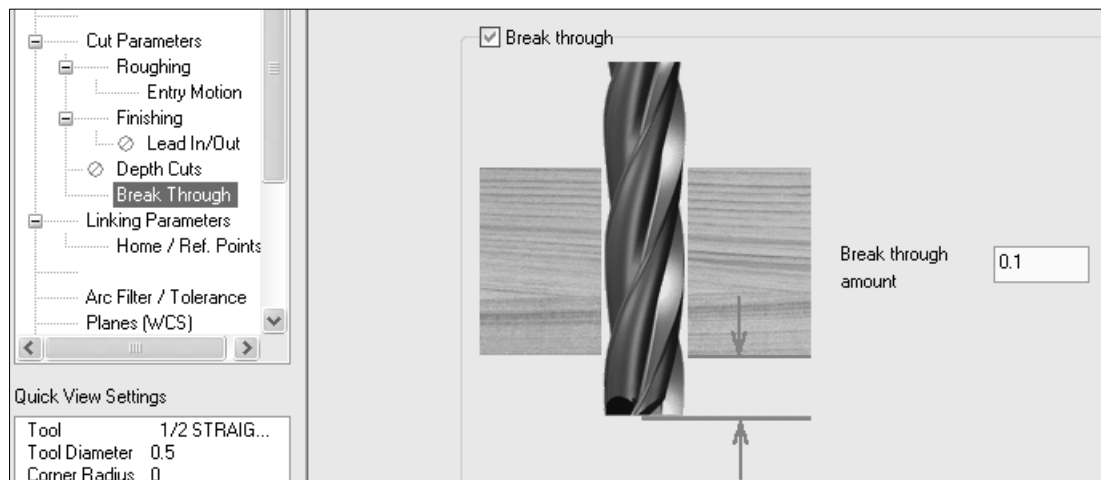 Cut Parameters
Roughing
Entry Motion
Finishing
Lead In/Out
Depth Cuts
Break Through
Linking Parameters
Home / Ref. Points
Arc Filter / Tolerance
Planes (WCS)
Quick View Settings
Tool 1/2 STRAIG...
Tool Diameter 0.5
Corner Radius 0
Break through
Break through
amount
0.1